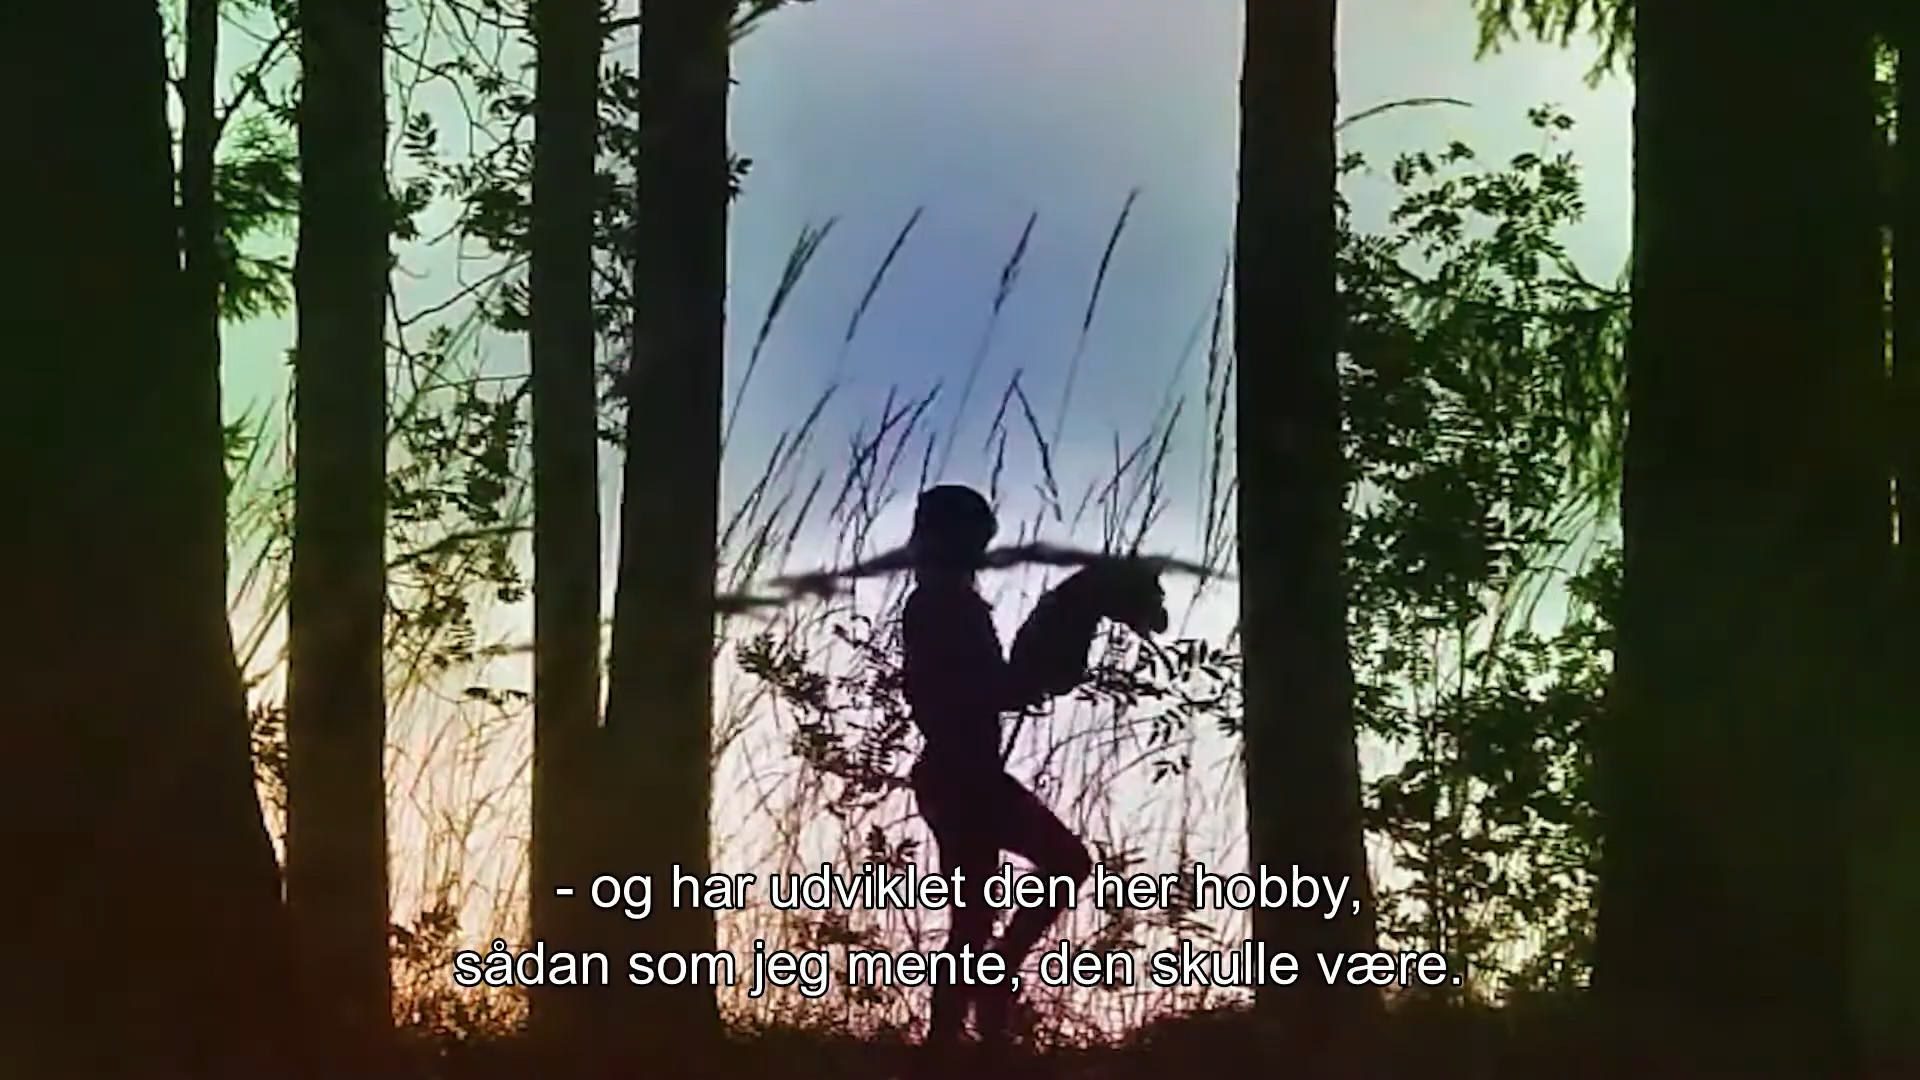 - og har udviklet den her hobby,
sådan som jeg mente, den skulle være.